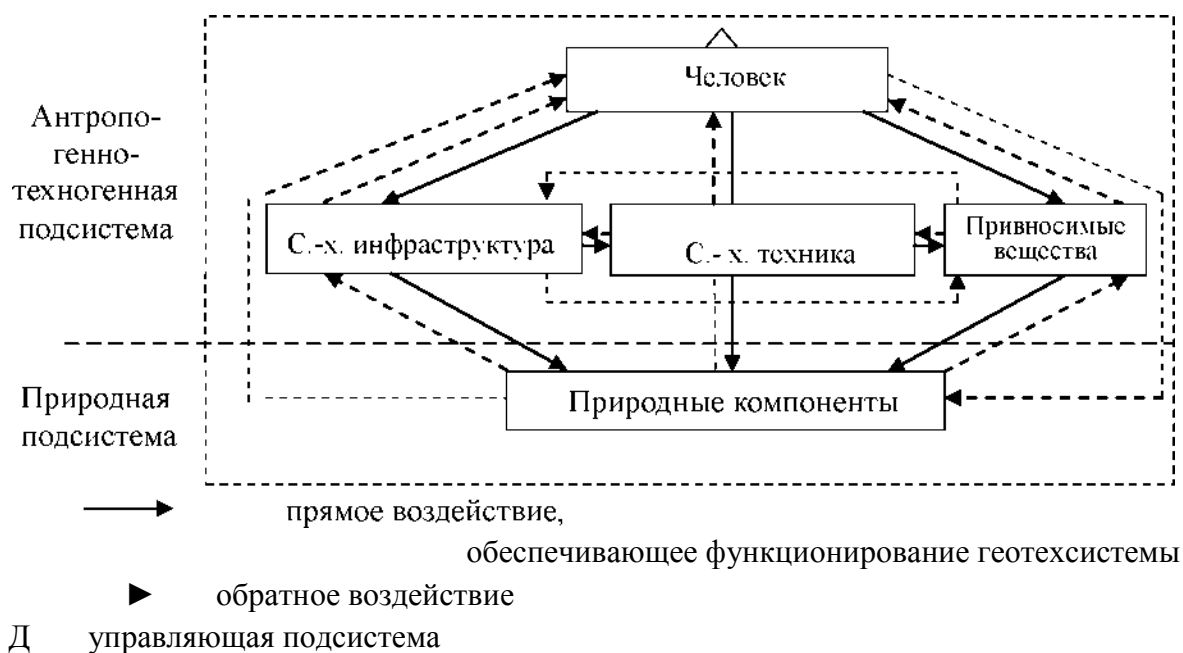 Человек
Антропо-
генно-
техногенная
подсистема
С.-х. инфраструктура
С.- х. техника
Привносимые
вещества
Природная
подсистема
Природные компоненты
прямое воздействие,
обеспечивающее функционирование геотехсистемы
► обратное воздействие
Д управляющая подсистема